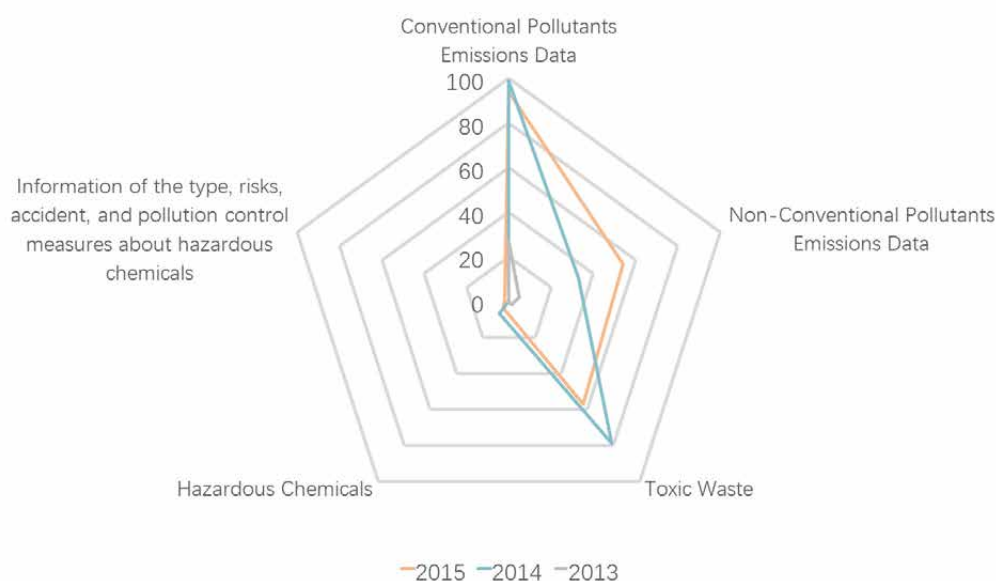 Conventional Pollutants
Emissions Data
100
80
60
40
20
0
Information of the type, risks,
accident, and pollution control
measures about hazardous
chemicals
Non-Conventional Pollutants
Emissions Data
Hazardous Chemicals
Toxic Waste
2015 2014 2013